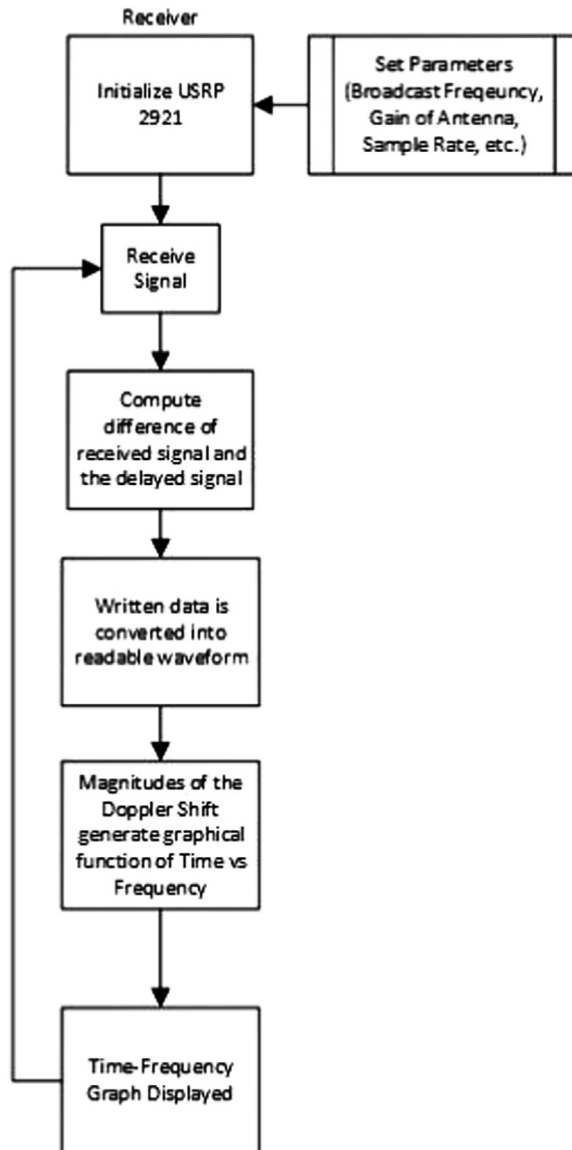 Receiver
Initialize USRP
2921
Set Parameters
(Broadcast Freqeuncy,
Gain of Antenna,
Sample Rate, etc.)
Receive
Signal
Compute
difference of
received signal and
the delayed signal
Written data is
converted into
readable waveform
Magnitudes of the
Doppler Shift
generate graphical
function of Time vs
Frequency
Time-Frequency
Graph Displayed